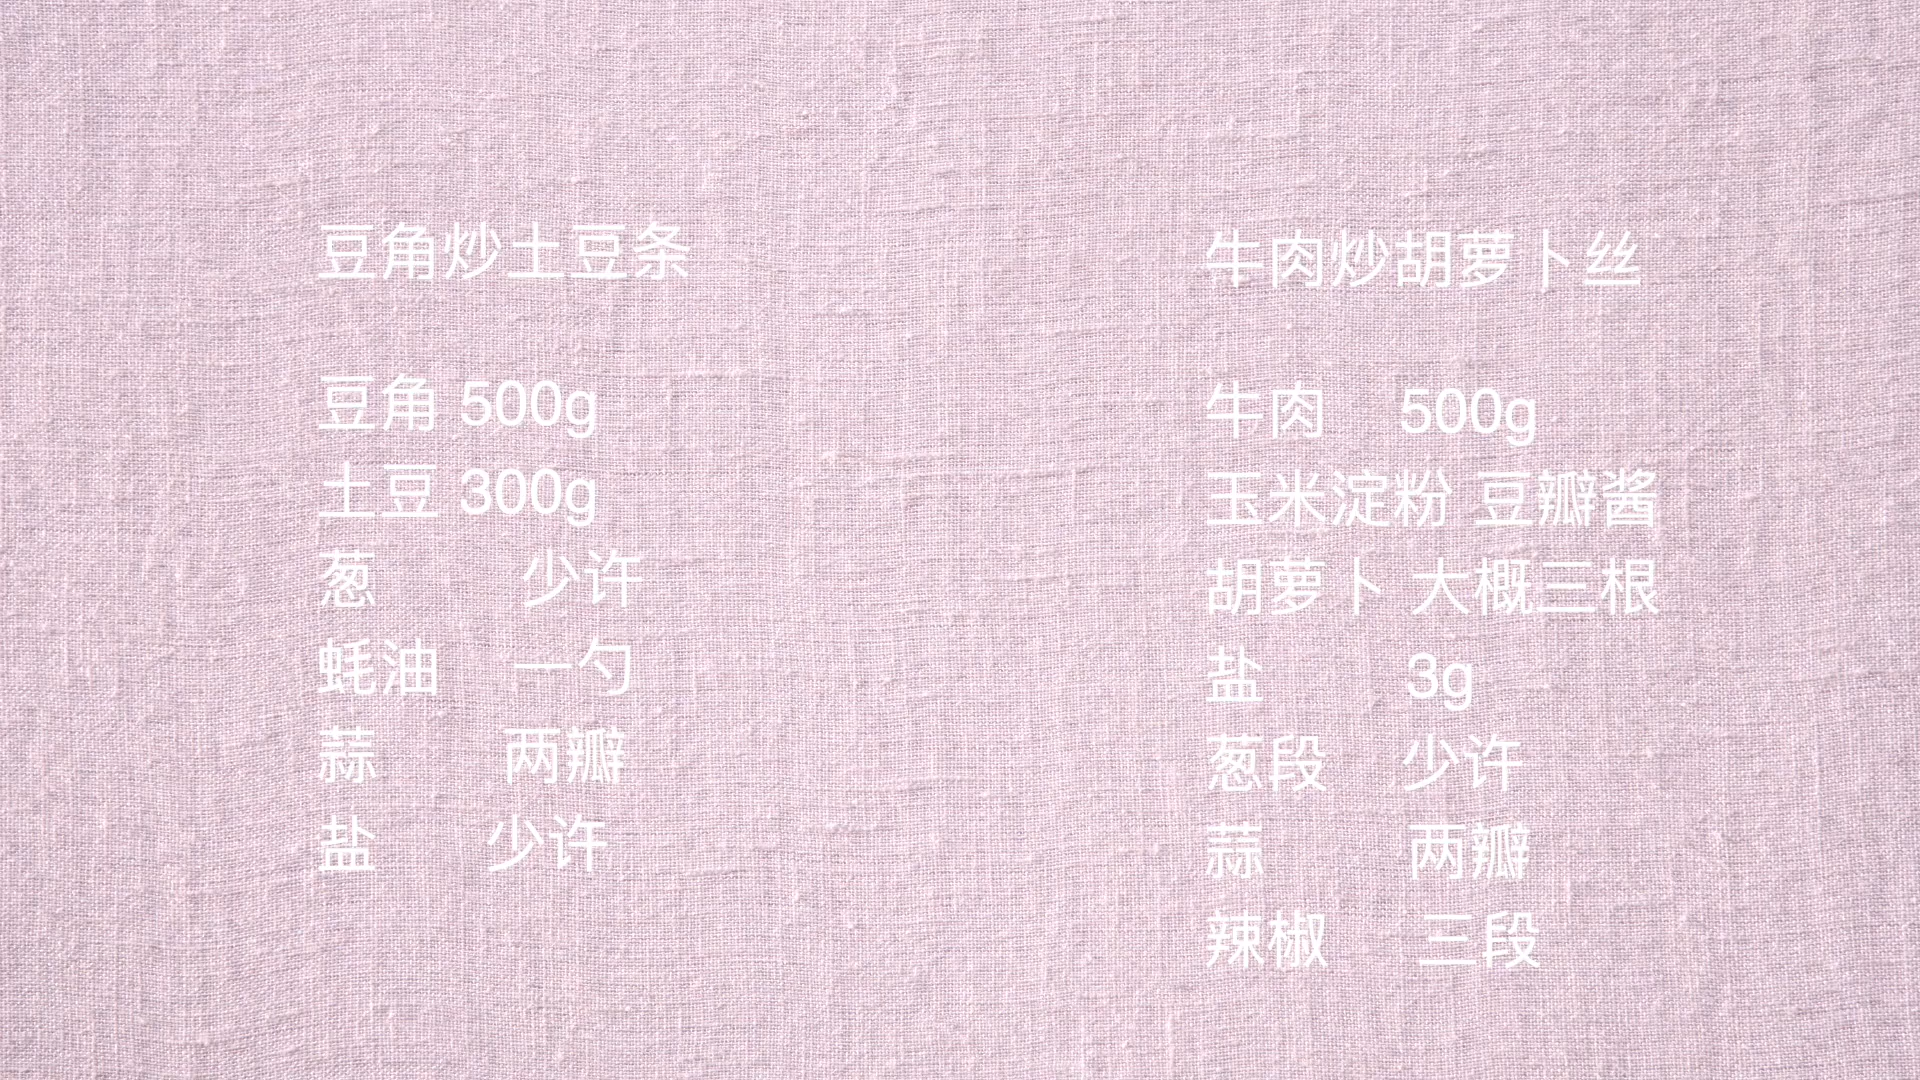 豆角炒土豆条
豆角 500g
土豆 300g
葱 少许
蚝油 一勺
蒜 两瓣
盐 少许
牛肉炒胡萝卜丝
牛肉 500g
玉米淀粉 豆瓣酱
胡萝卜 大概三根
盐 3g
葱段 少许
蒜 两瓣
辣椒 三段